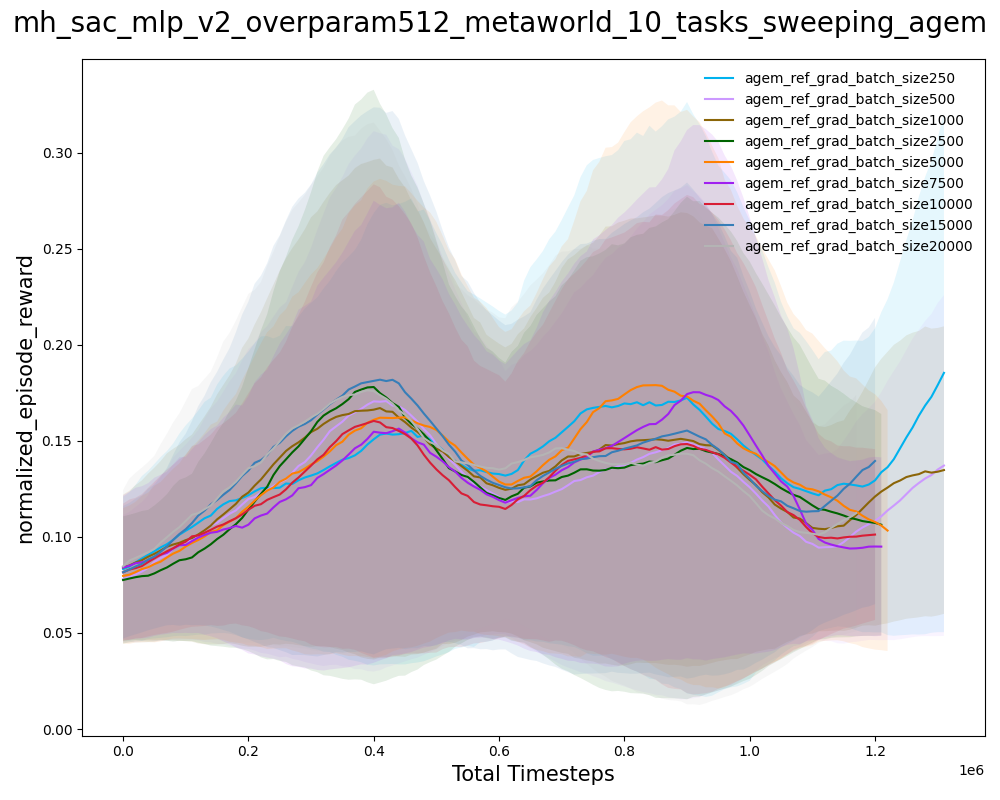 mh_sac_mlp_v2_overparam512_metaworld_10_tasks_sweeping_agem
agem_ref_grad_batch_size250
agem_ref_grad_batch_size500
agem_ref_grad_batch_size1000
agem_ref_grad_batch_size2500
agem_ref_grad_batch_size5000
agem_ref_grad_batch_size7500
agem_ref_grad_batch_size10000
agem_ref_grad_batch_size15000
agem_ref_grad_batch_size20000
normalized_episode_reward
0.30
0.25
0.20
0.15
0.10
0.05
0.00
0.0 0.2 0.4 0.6 0.8 1.0 1.2
1e6
Total Timesteps